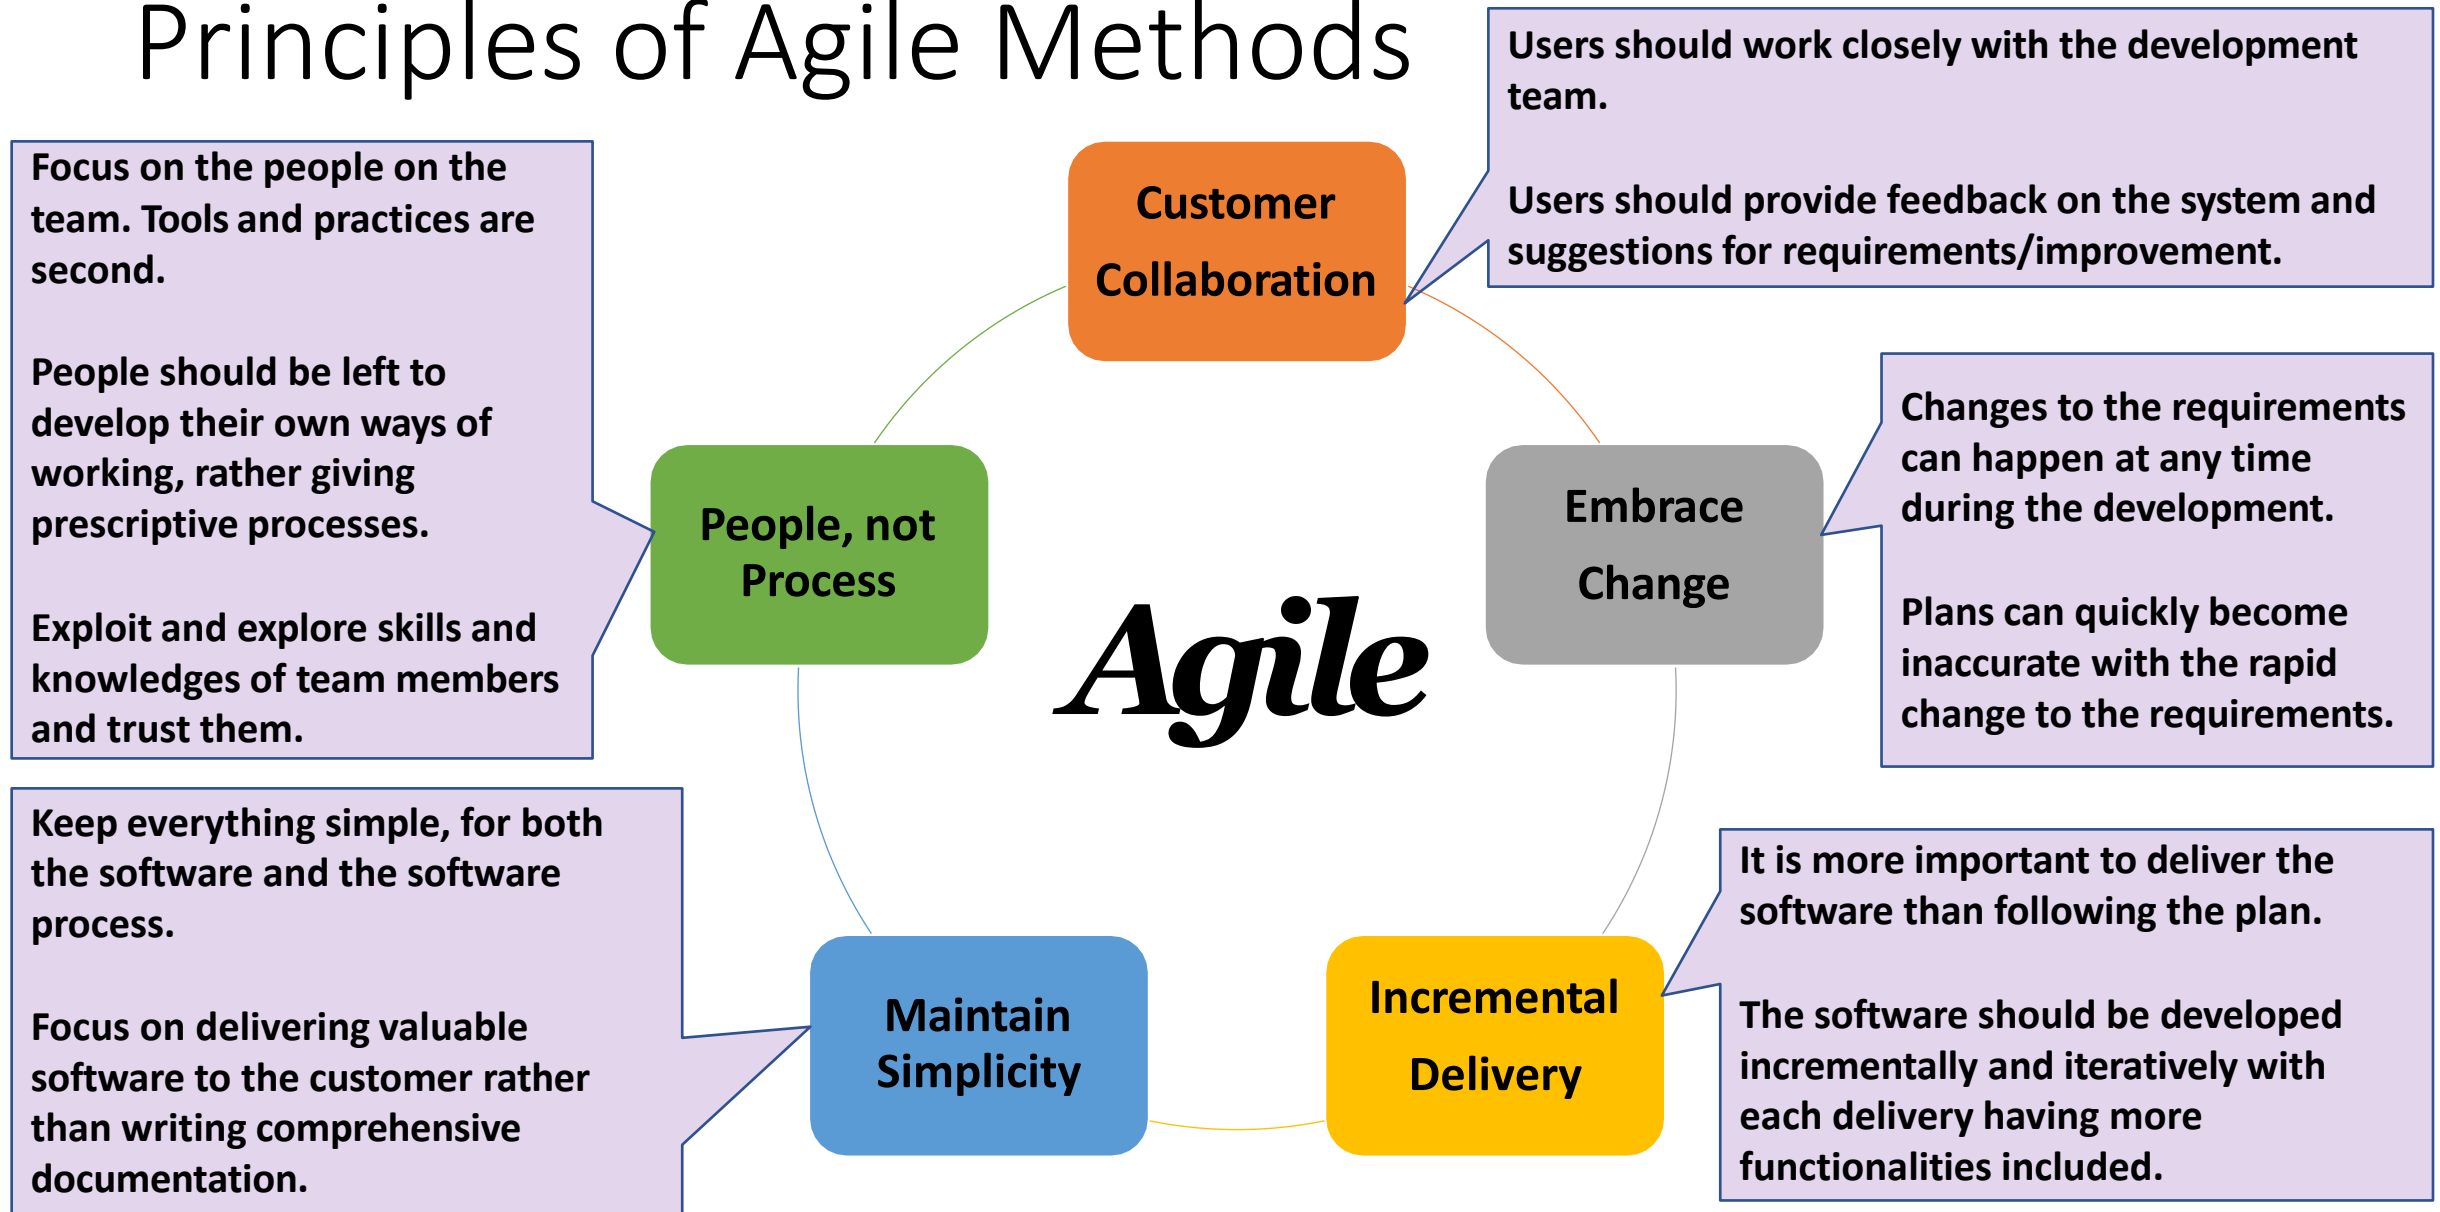 Principles of Agile Methods
Users should work closely with the development
team.
Users should provide feedback on the system and
suggestions for requirements/improvement.
Focus on the people on the
team. Tools and practices are
second.
People should be left to
develop their own ways of
working, rather giving
prescriptive processes.
Exploit and explore skills and
knowledges of team members
and trust them.
Customer
Collaboration
People, not
Process
Embrace
Change
Changes to the requirements
can happen at any time
during the development.
Plans can quickly become
inaccurate with the rapid
change to the requirements.
Agile
Keep everything simple, for both
the software and the software
process.
Focus on delivering valuable
software to the customer rather
than writing comprehensive
documentation.
Maintain
Simplicity
Incremental
Delivery
It is more important to deliver the
software than following the plan.
The software should be developed
incrementally and iteratively with
each delivery having more
functionalities included.